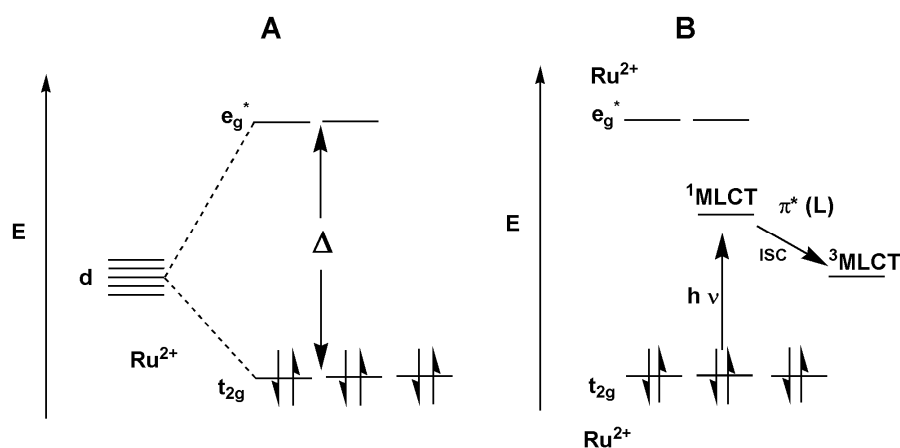 A
E
e_g*
Δ
d
Ru²⁺
t₂g
B
Ru²⁺
e_g*
E
¹MLCT
π* (L)
ISC
³MLCT
h ν
t₂g
Ru²⁺